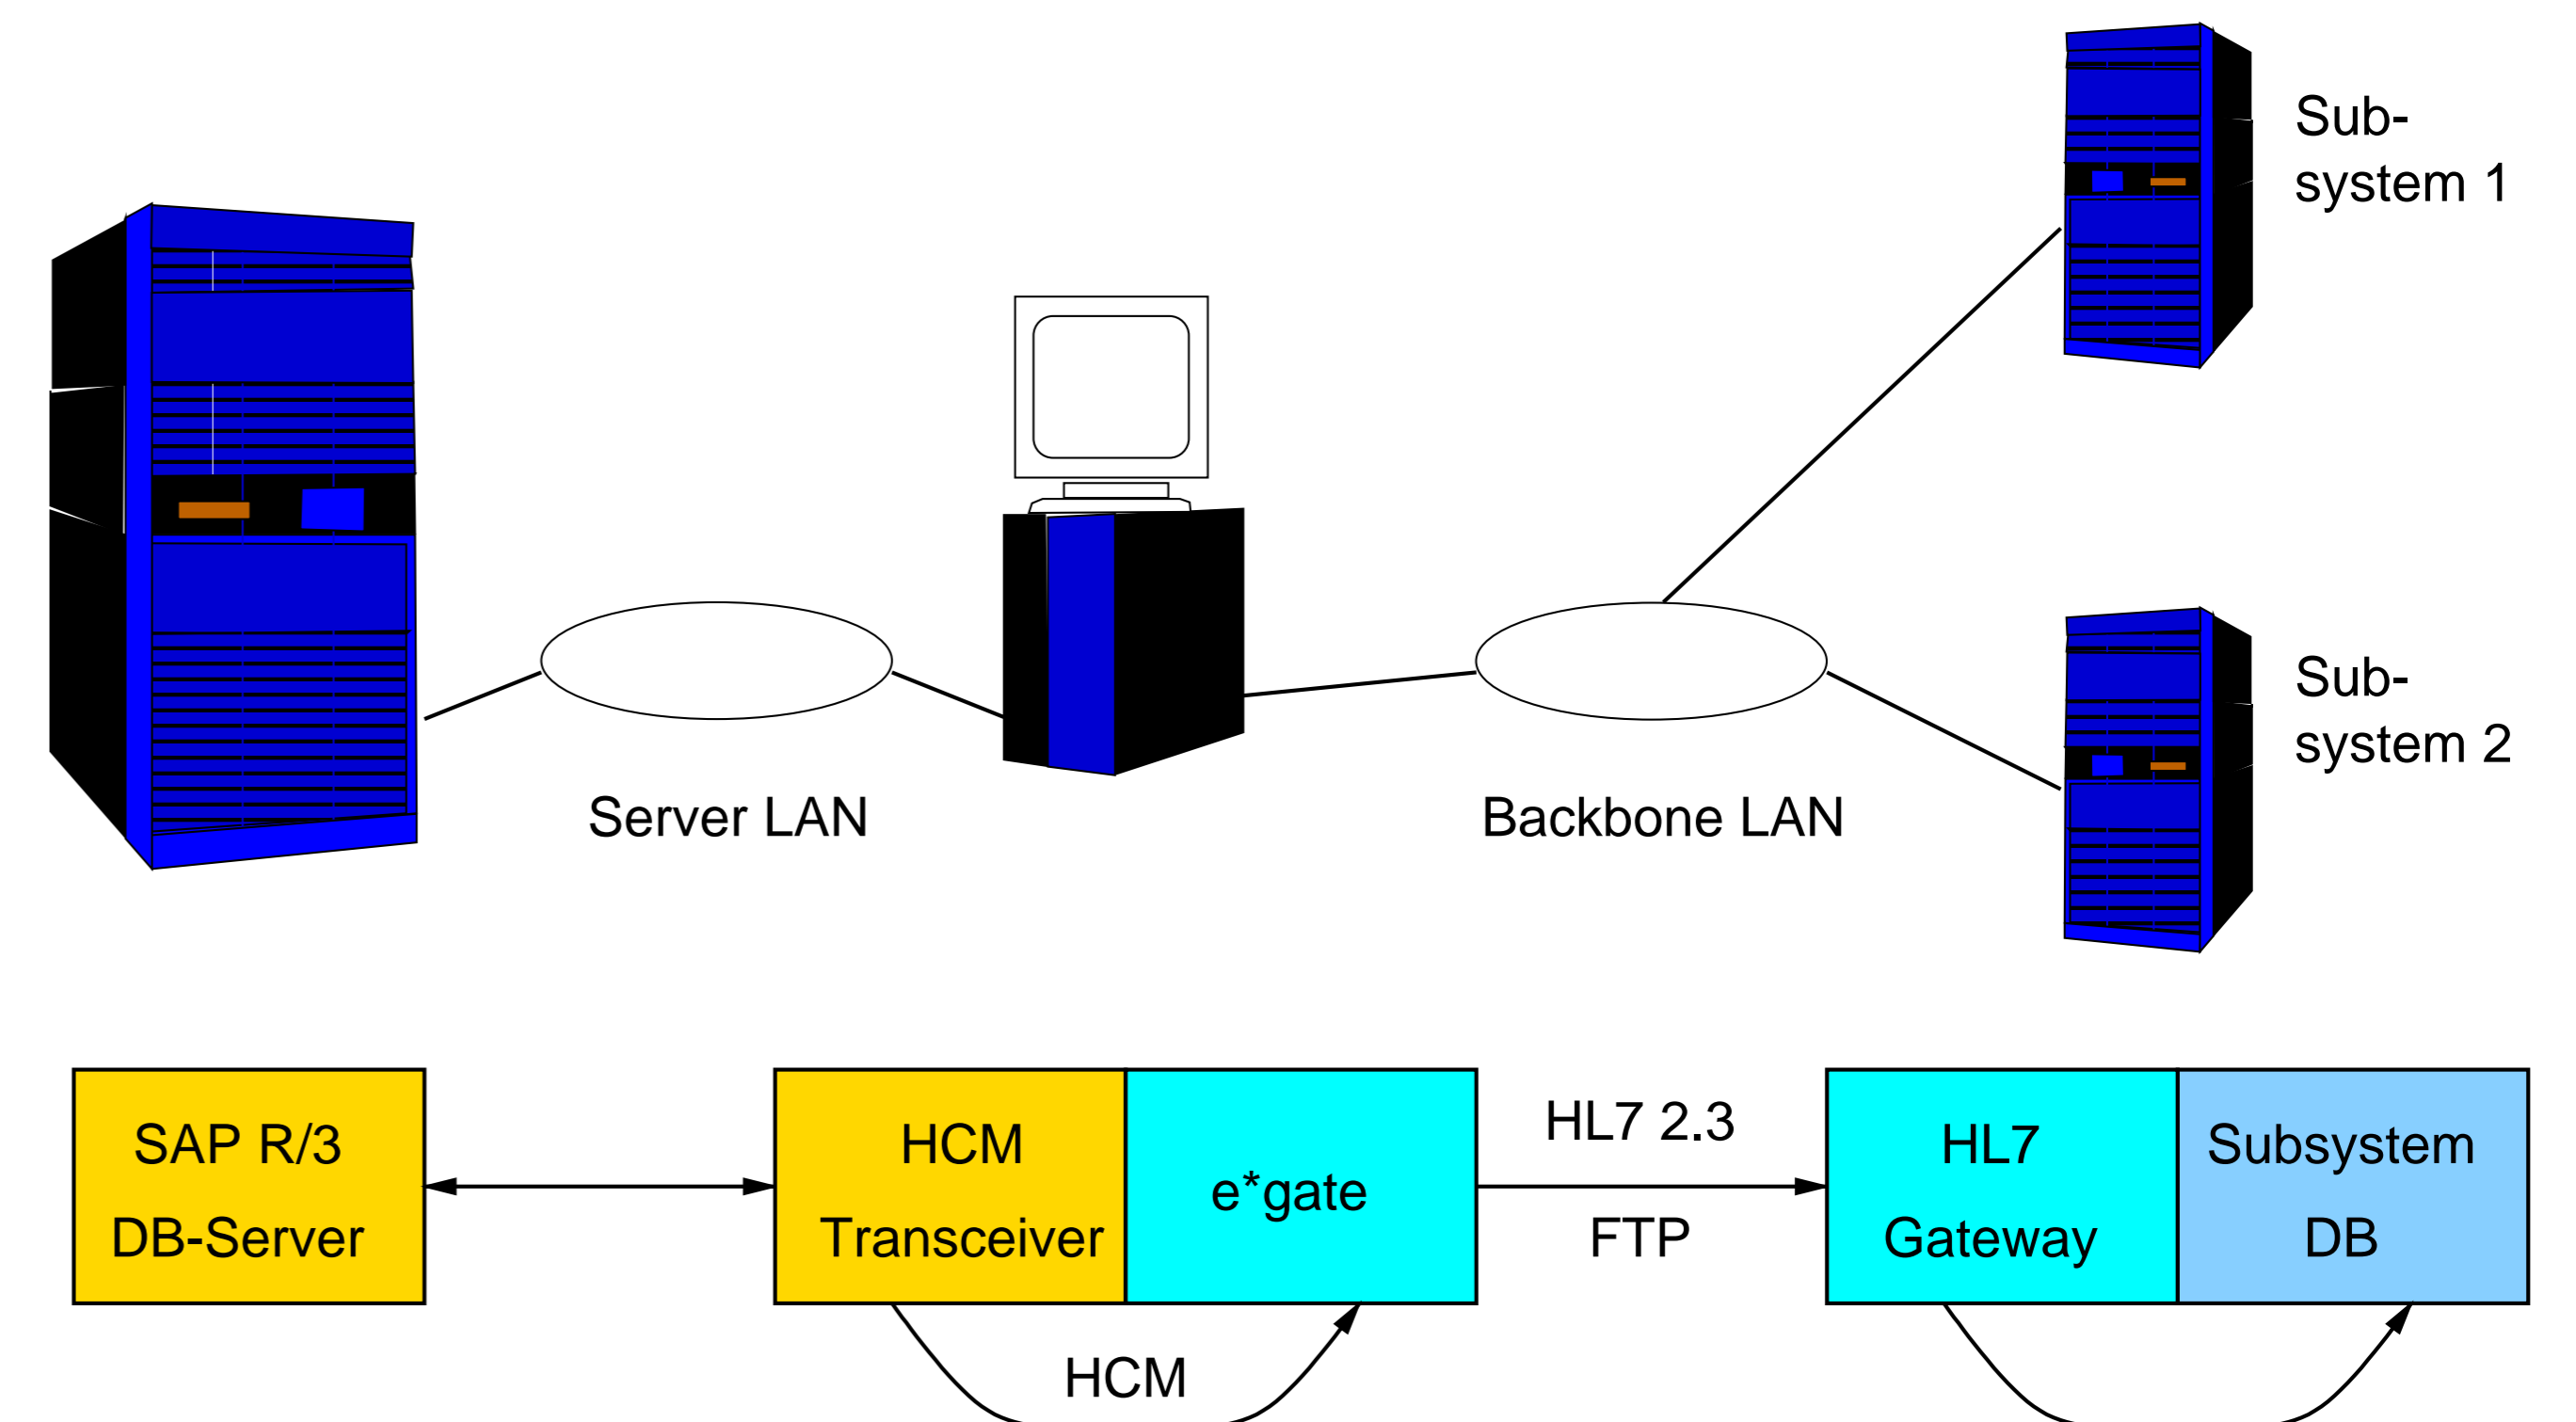 Sub-
system 1
Sub-
system 2
Server LAN
Backbone LAN
SAP R/3
DB-Server
HCM
Transceiver
e*gate
HL7 2.3
FTP
HL7
Gateway
Subsystem
DB
HCM